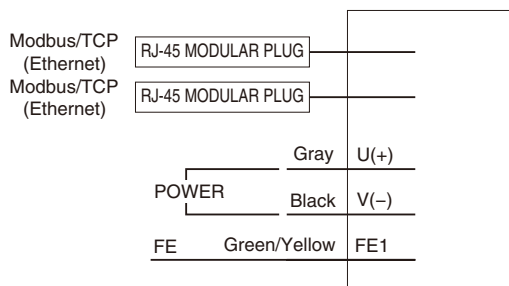 Modbus/TCP
(Ethernet)
RJ-45 MODULAR PLUG
Modbus/TCP
(Ethernet)
RJ-45 MODULAR PLUG
Gray U(+)
POWER
Black V(−)
FE Green/Yellow FE1